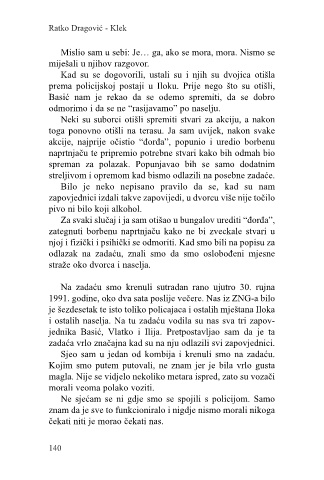 Ratko Dragović - Klek
Mislio sam u sebi: Je… ga, ako se mora, mora. Nismo se
miješali u njihov razgovor.
Kad su se dogovorili, ustali su i njih su dvojica otišla
prema policijskoj postaji u Iloku. Prije nego što su otišli,
Basić nam je rekao da se odemo spremiti, da se dobro
odmorimo i da se ne “rasijavamo” po naselju.
Neki su suborci otišli spremiti stvari za akciju, a nakon
toga ponovno otišli na terasu. Ja sam uvijek, nakon svake
akcije, najprije očistio “đorđa”, popunio i uredio borbenu
naprtnjaču te pripremio potrebne stvari kako bih odmah bio
spreman za polazak. Popunjavao bih se samo dodatnim
streljivom i opremom kad bismo odlazili na posebne zadaće.
Bilo je neko nepisano pravilo da se, kad su nam
zapovjednici izdali takve zapovijedi, u dvorcu više nije točilo
pivo ni bilo koji alkohol.
Za svaki slučaj i ja sam otišao u bungalov urediti “đorđa”,
zategnuti borbenu naprtnjaču kako ne bi zveckale stvari u
njoj i fizički i psihički se odmoriti. Kad smo bili na popisu za
odlazak na zadaću, znali smo da smo oslobođeni mjesne
straže oko dvorca i naselja.
Na zadaću smo krenuli sutradan rano ujutro 30. rujna
1991. godine, oko dva sata poslije večere. Nas iz ZNG-a bilo
je šezdesetak te isto toliko policajaca i ostalih mještana Iloka
i ostalih naselja. Na tu zadaću vodila su nas sva tri zapov-
jednika Basić, Vlatko i Ilija. Pretpostavljao sam da je ta
zadaća vrlo značajna kad su na nju odlazili svi zapovjednici.
Sjeo sam u jedan od kombija i krenuli smo na zadaću.
Kojim smo putem putovali, ne znam jer je bila vrlo gusta
magla. Nije se vidjelo nekoliko metara ispred, zato su vozači
morali veoma polako voziti.
Ne sjećam se ni gdje smo se spojili s policijom. Samo
znam da je sve to funkcioniralo i nigdje nismo morali nikoga
čekati niti je morao čekati nas.
140